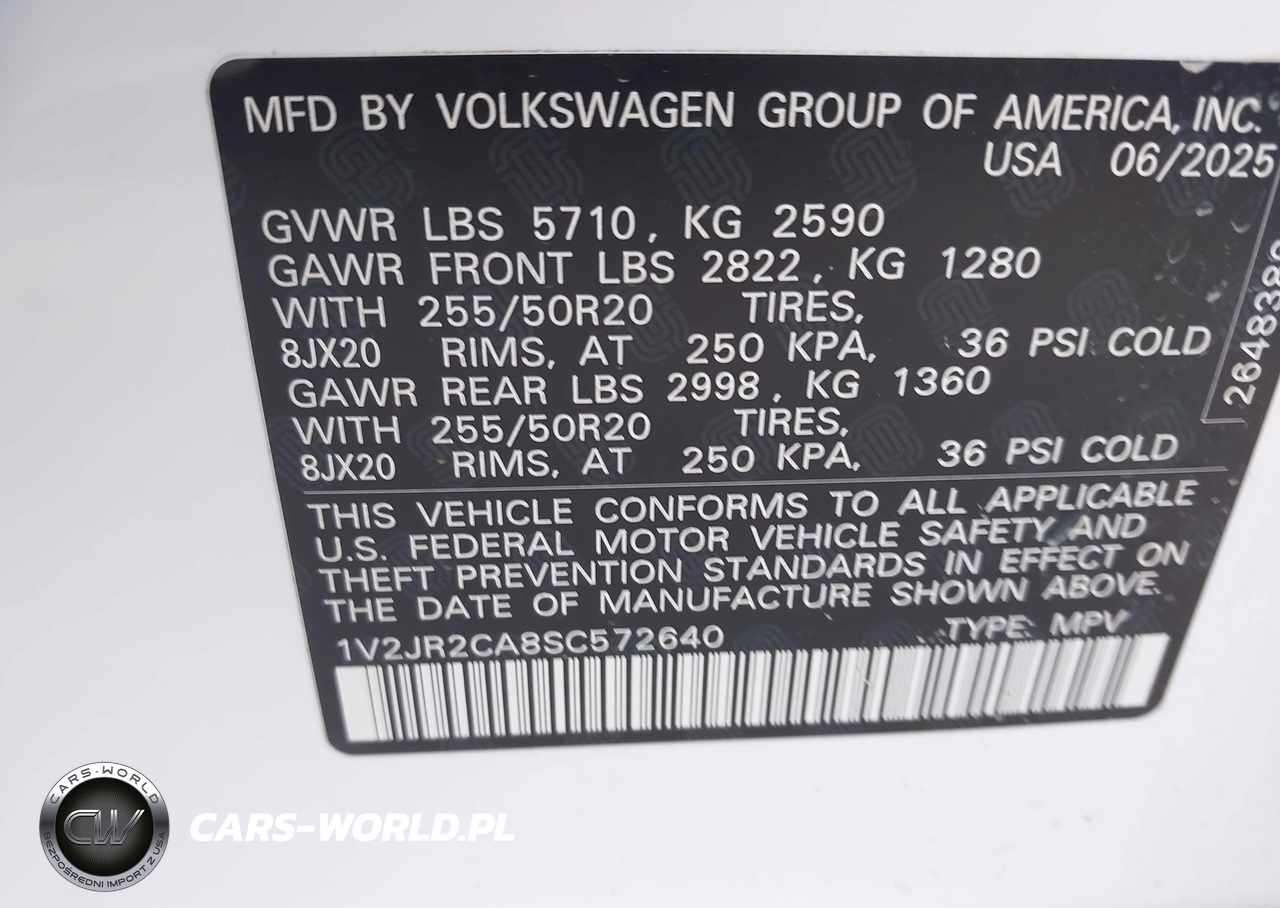 MFD BY VOLKSWAGEN GROUP OF AMERICA, INC.
USA 06/2025
GVWR LBS 5710, KG 2590
GAWR FRONT LBS 2822, KG 1280
WITH 255/50R20 TIRES,
8JX20 RIMS, AT 250 KPA, 36 PSI COLD
GAWR REAR LBS 2998, KG 1360
WITH 255/50R20 TIRES,
8JX20 RIMS, AT 250 KPA, 36 PSI COLD
THIS VEHICLE CONFORMS TO ALL APPLICABLE
U.S. FEDERAL MOTOR VEHICLE SAFETY AND
THEFT PREVENTION STANDARDS IN EFFECT ON
THE DATE OF MANUFACTURE SHOWN ABOVE.
1V2JR2CA8SC572640 TYPE: MPV
CARS-WORLD
CW
BEZPOŚREDNI IMPORT Z USA
CARS-WORLD.PL